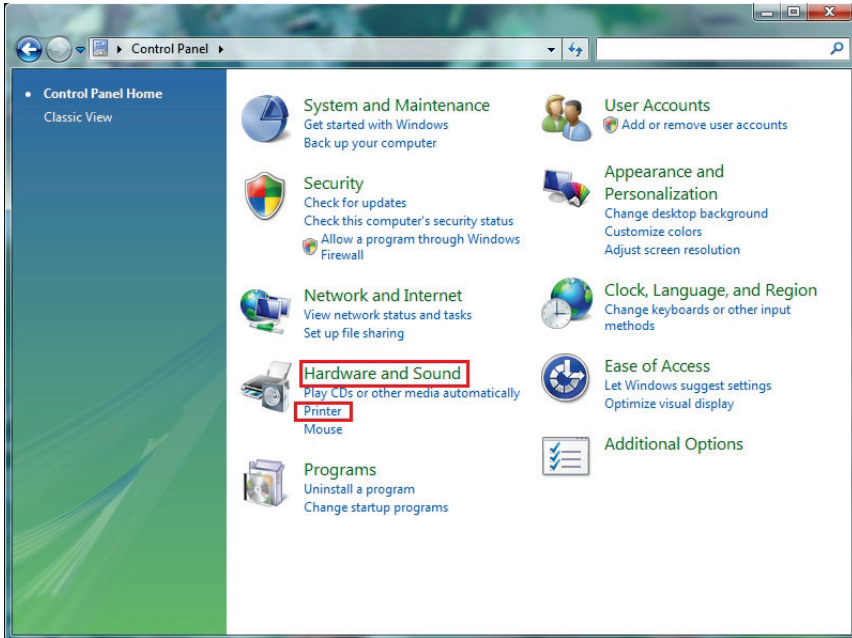 Control Panel
Control Panel Home
Classic View
System and Maintenance
Get started with Windows
Back up your computer
Security
Check for updates
Check this computer's security status
Allow a program through Windows
Firewall
Network and Internet
View network status and tasks
Set up file sharing
Hardware and Sound
Play CDs or other media automatically
Printer
Mouse
Programs
Uninstall a program
Change startup programs
User Accounts
Add or remove user accounts
Appearance and
Personalization
Change desktop background
Customize colors
Adjust screen resolution
Clock, Language, and Region
Change keyboards or other input
methods
Ease of Access
Let Windows suggest settings
Optimize visual display
Additional Options